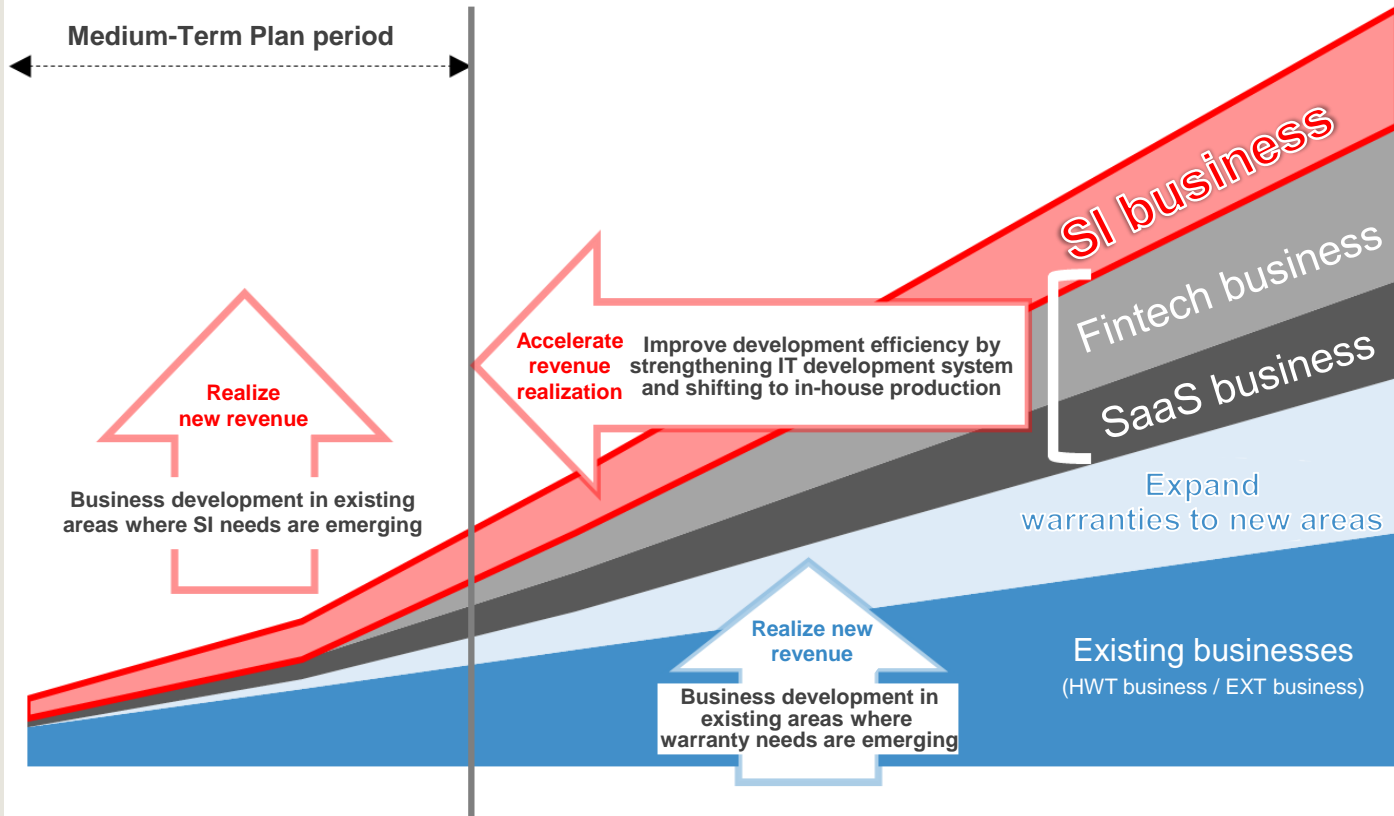 Medium-Term Plan period
SI business
Fintech business
SaaS business
Accelerate
revenue
realization
Improve development efficiency by
strengthening IT development system
and shifting to in-house production
Realize
new revenue
Business development in existing
areas where SI needs are emerging
Expand
warranties to new areas
Realize new
revenue
Business development in
existing areas where
warranty needs are emerging
Existing businesses
(HWT business / EXT business)